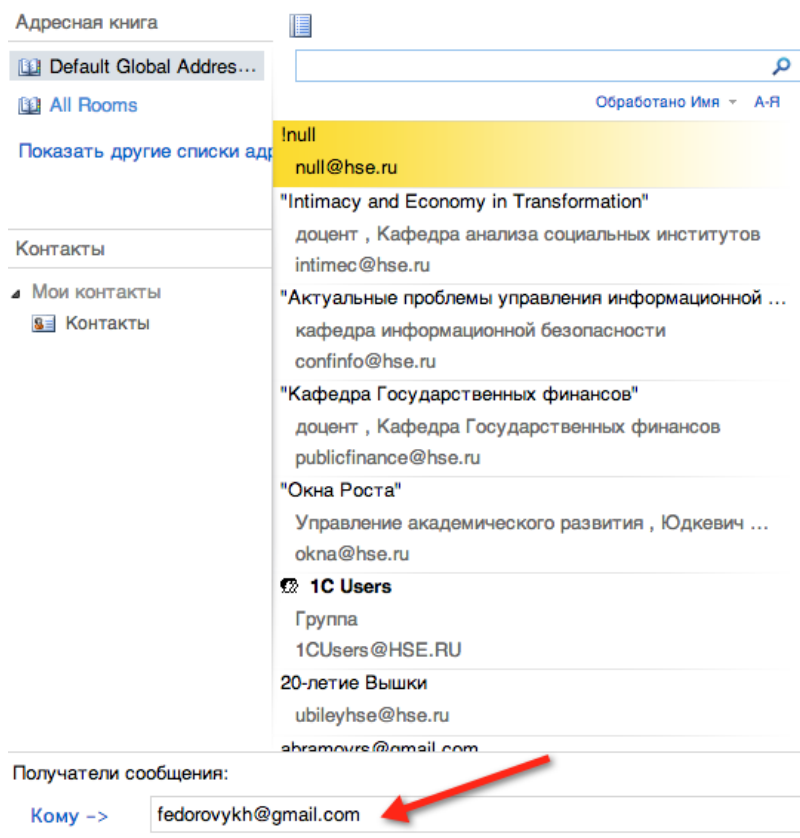 Адресная книга
Default Global Addres...
All Rooms
Показать другие списки адр
Контакты
Мои контакты
Контакты
Обработано Имя А-Я
!null
null@hse.ru
"Intimacy and Economy in Transformation"
доцент , Кафедра анализа социальных институтов
intimec@hse.ru
"Актуальные проблемы управления информационной ...
кафедра информационной безопасности
confinfo@hse.ru
"Кафедра Государственных финансов"
доцент , Кафедра Государственных финансов
publicfinance@hse.ru
"Окна Роста"
Управление академического развития , Юдкевич ...
okna@hse.ru
1C Users
Группа
1CUsers@HSE.RU
20-летие Вышки
ubileyhse@hse.ru
abramovrs@gmail.com
Получатели сообщения:
Кому –> fedorovykh@gmail.com